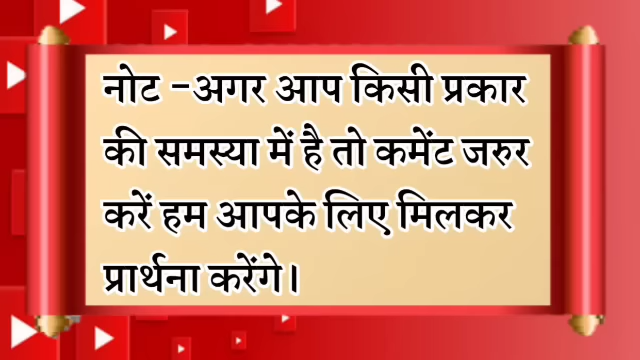 नोट -अगर आप किसी प्रकार
की समस्या में है तो कमेंट जरुर
करें हम आपके लिए मिलकर
प्रार्थना करेंगे।